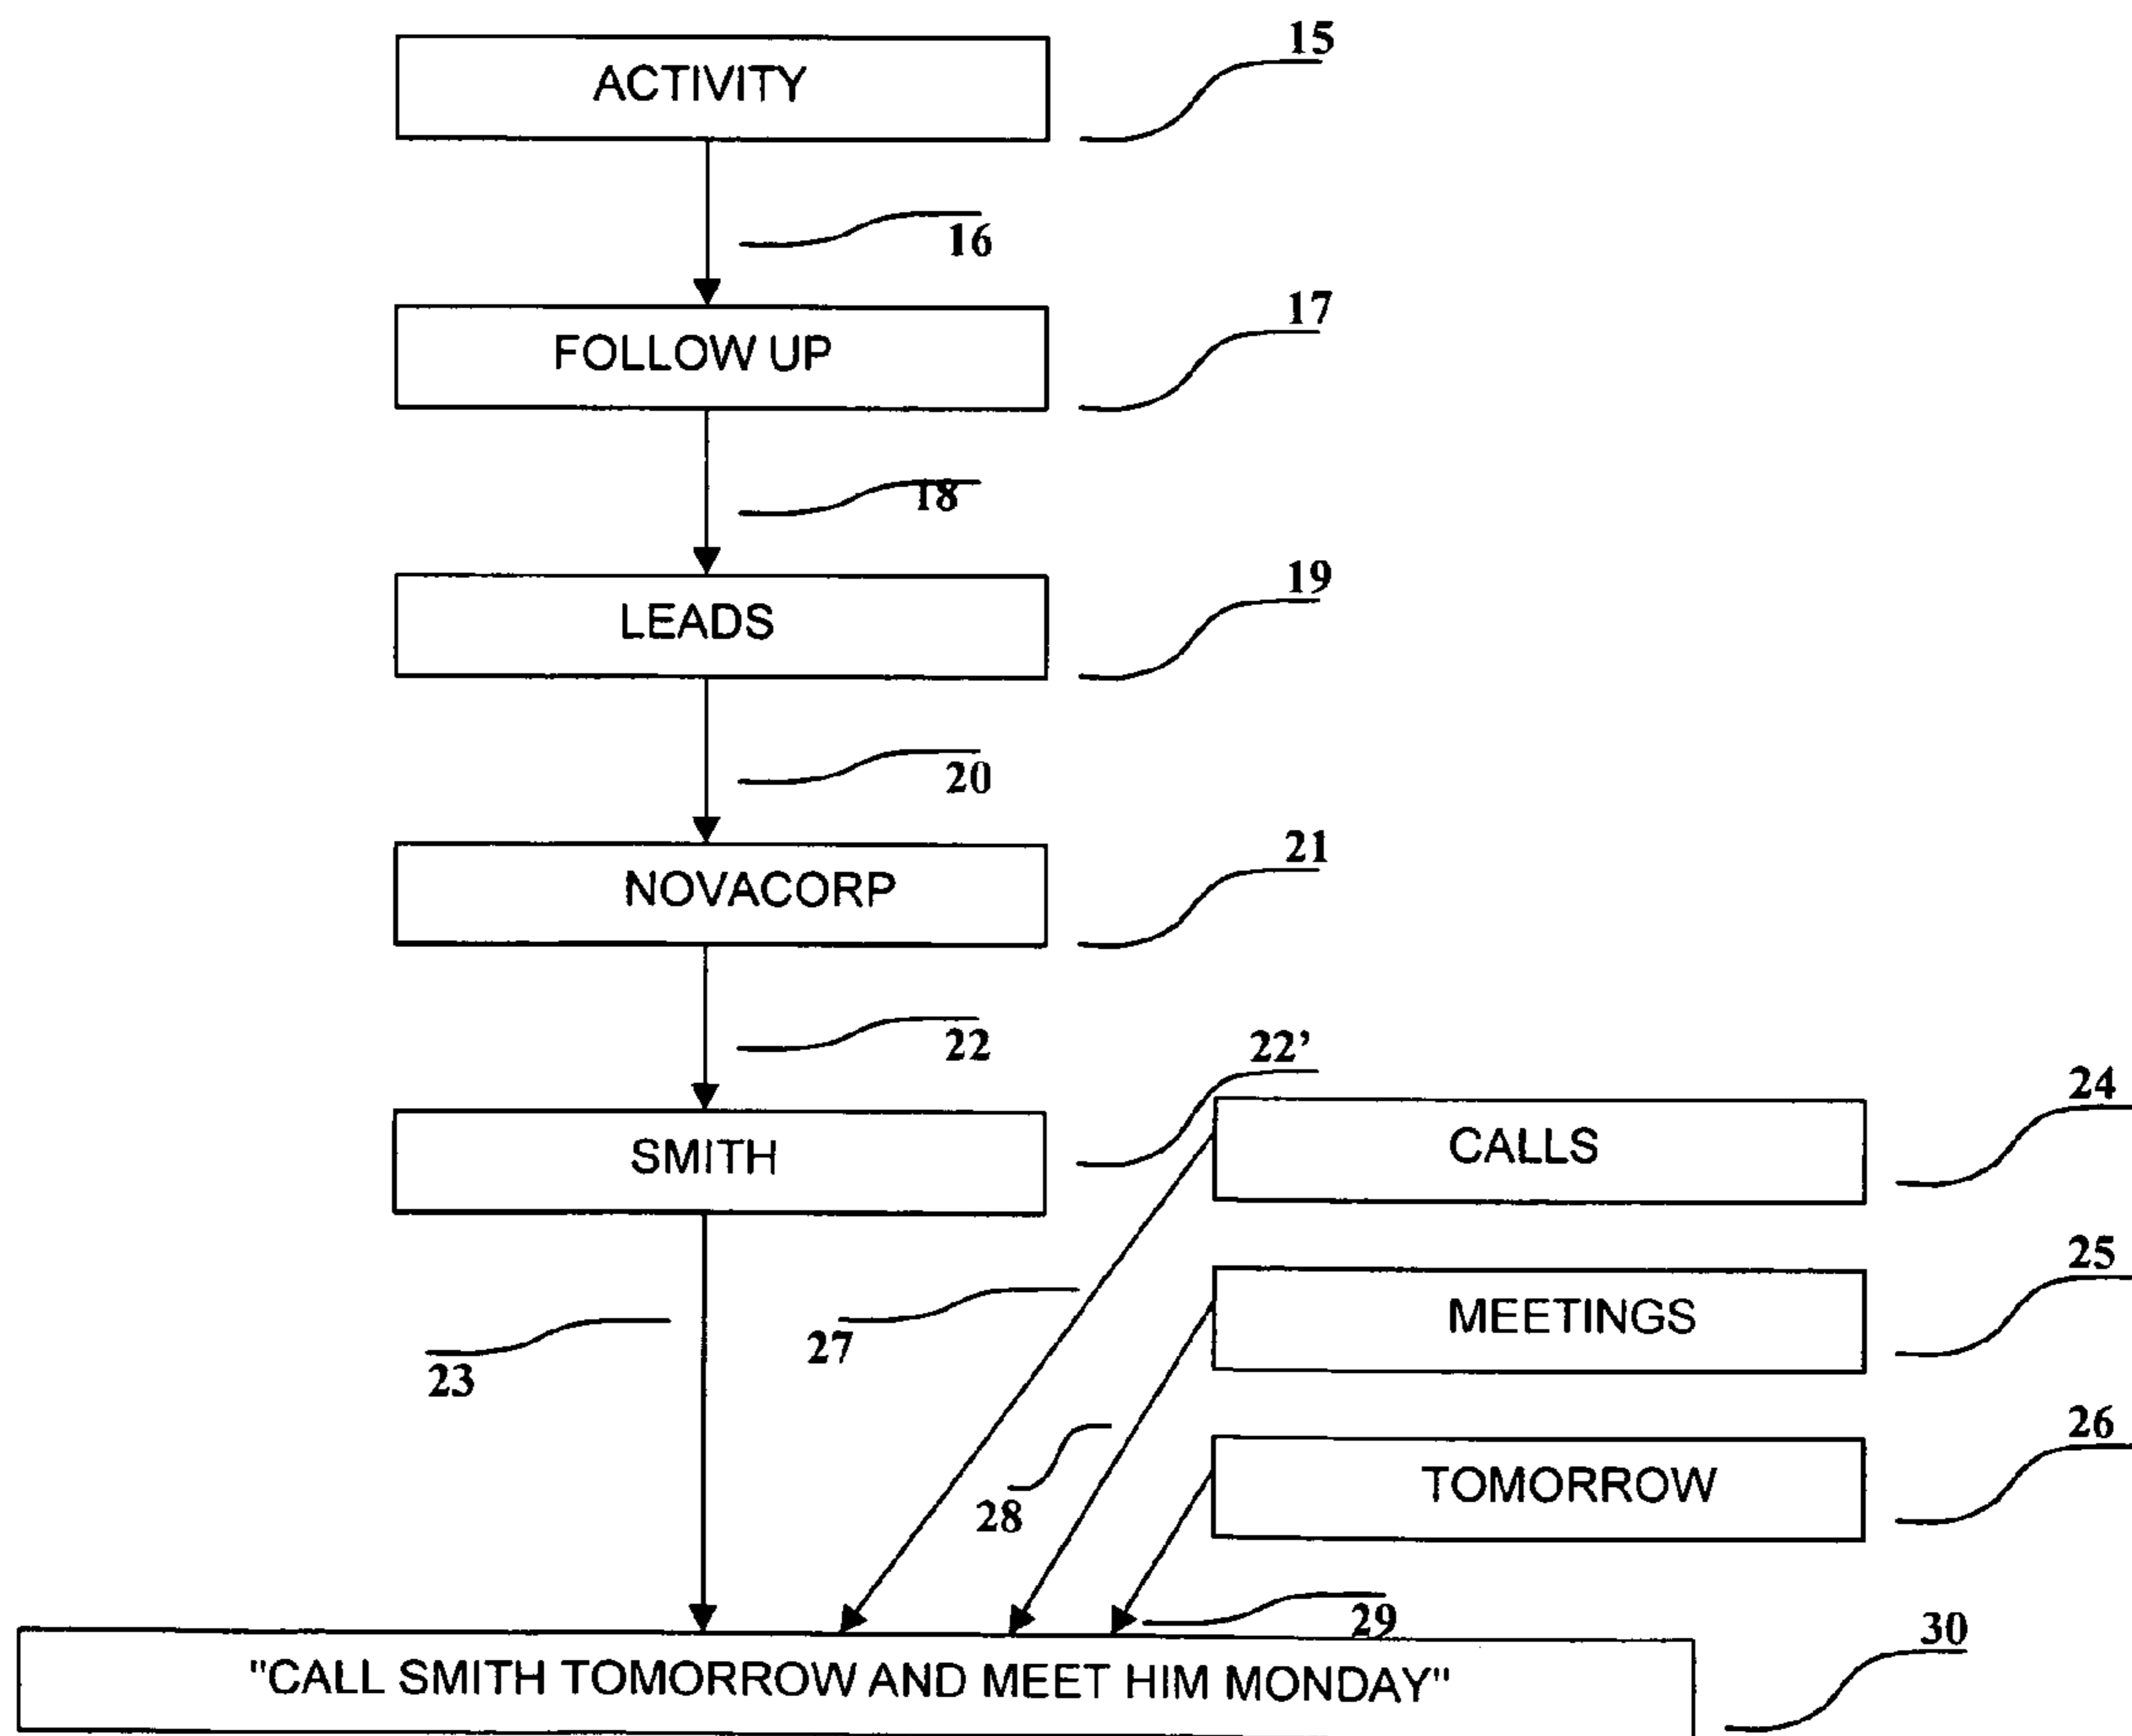 15
ACTIVITY
16
17
FOLLOW UP
18
19
LEADS
20
21
NOVACORP
22
22’
24
SMITH
CALLS
25
27
MEETINGS
23
26
28
TOMORROW
29
30
"CALL SMITH TOMORROW AND MEET HIM MONDAY"